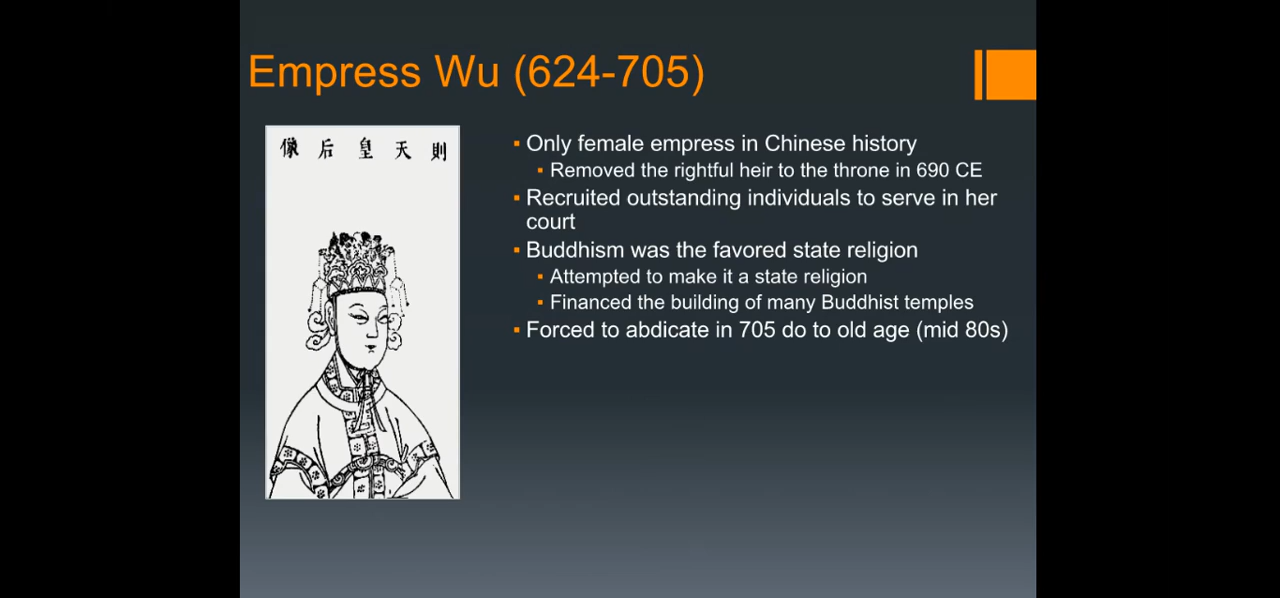 Empress Wu (624-705)
像后皇天則
▪ Only female empress in Chinese history
▪ Removed the rightful heir to the throne in 690 CE
▪ Recruited outstanding individuals to serve in her
court
▪ Buddhism was the favored state religion
▪ Attempted to make it a state religion
▪ Financed the building of many Buddhist temples
▪ Forced to abdicate in 705 do to old age (mid 80s)